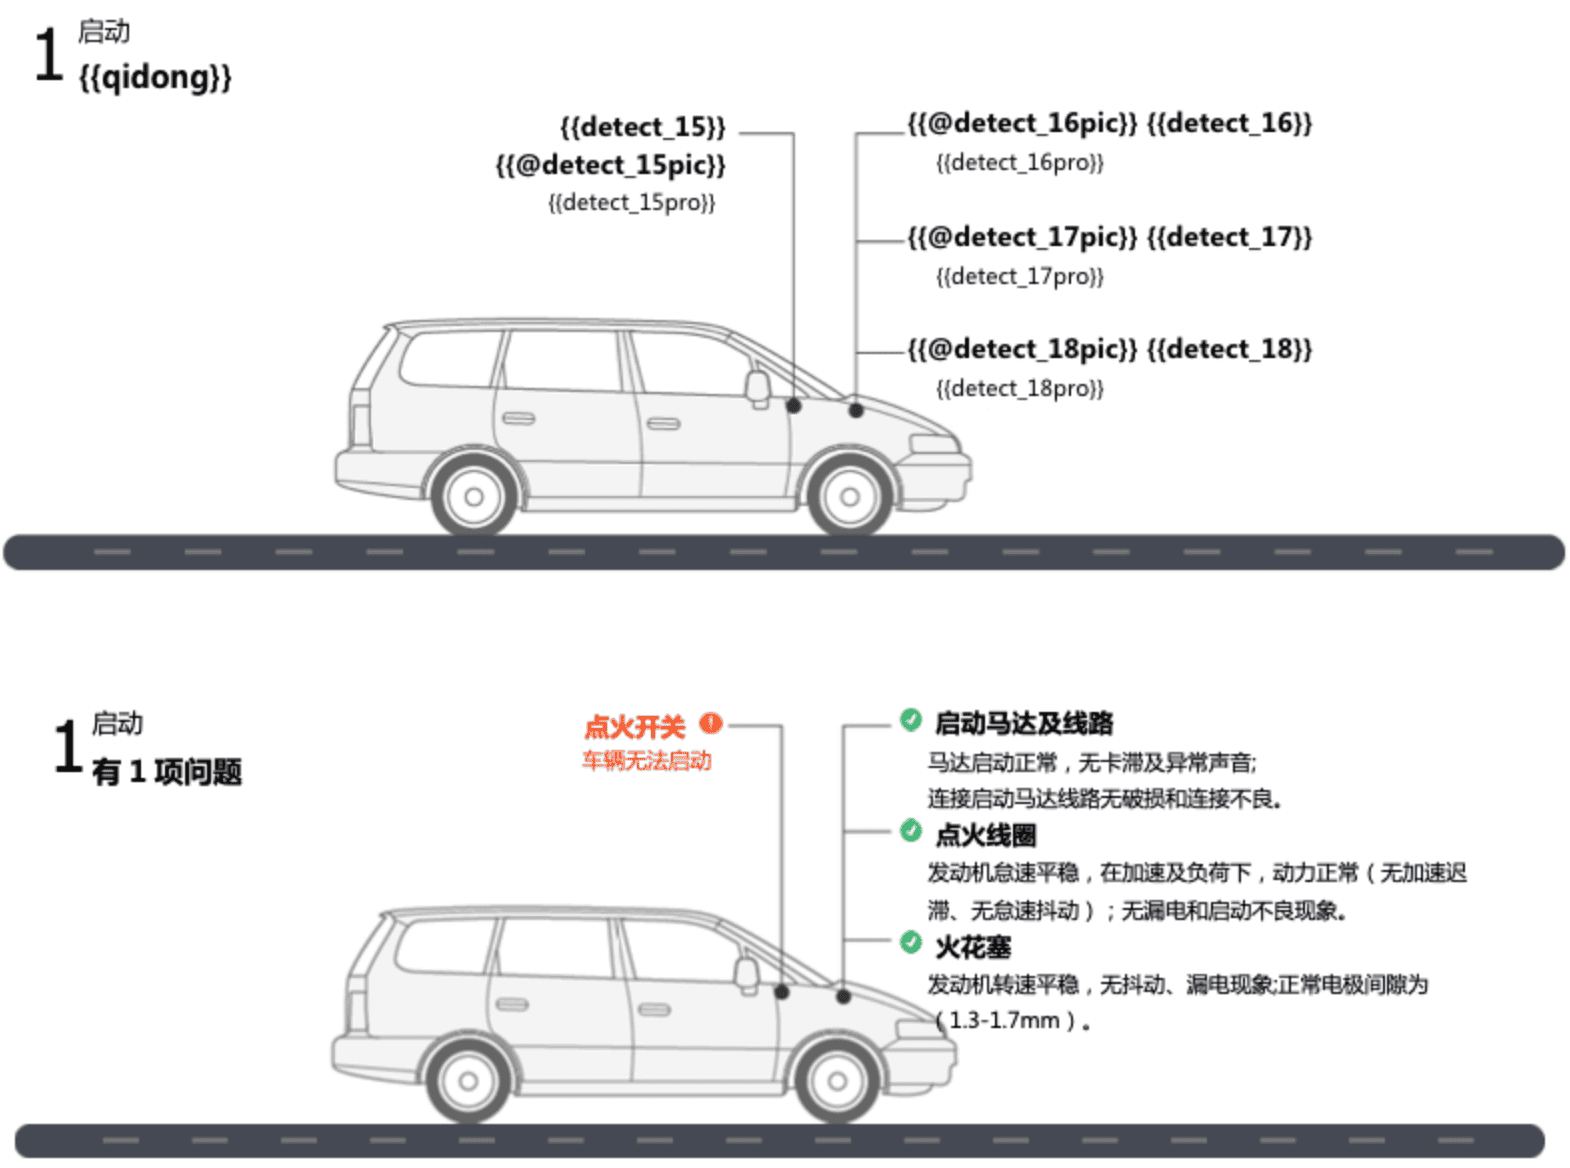 1
启动
{{qidong}}
{{detect_15}}
{{@detect_15pic}}
{{detect_15pro}}
{{@detect_16pic}} {{detect_16}}
{{detect_16pro}}
{{@detect_17pic}} {{detect_17}}
{{detect_17pro}}
{{@detect_18pic}} {{detect_18}}
{{detect_18pro}}
1
启动
有 1 项问题
点火开关
车辆无法启动
启动马达及线路
马达启动正常，无卡滞及异常声音;
连接启动马达线路无破损和连接不良。
点火线圈
发动机怠速平稳，在加速及负荷下，动力正常（无加速迟
滞、无怠速抖动）；无漏电和启动不良现象。
火花塞
发动机转速平稳，无抖动、漏电现象;正常电极间隙为
（1.3-1.7mm）。